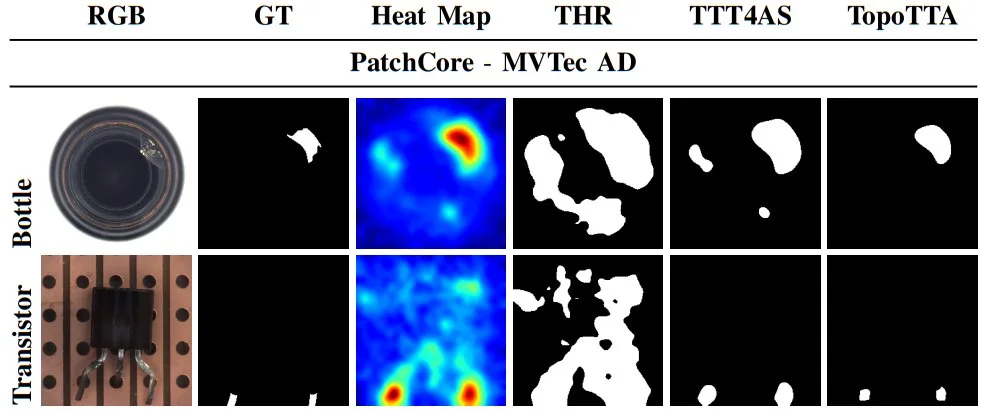 RGB GT Heat Map THR TTT4AS TopoTTA
PatchCore - MVTec AD
Bottle
Transistor